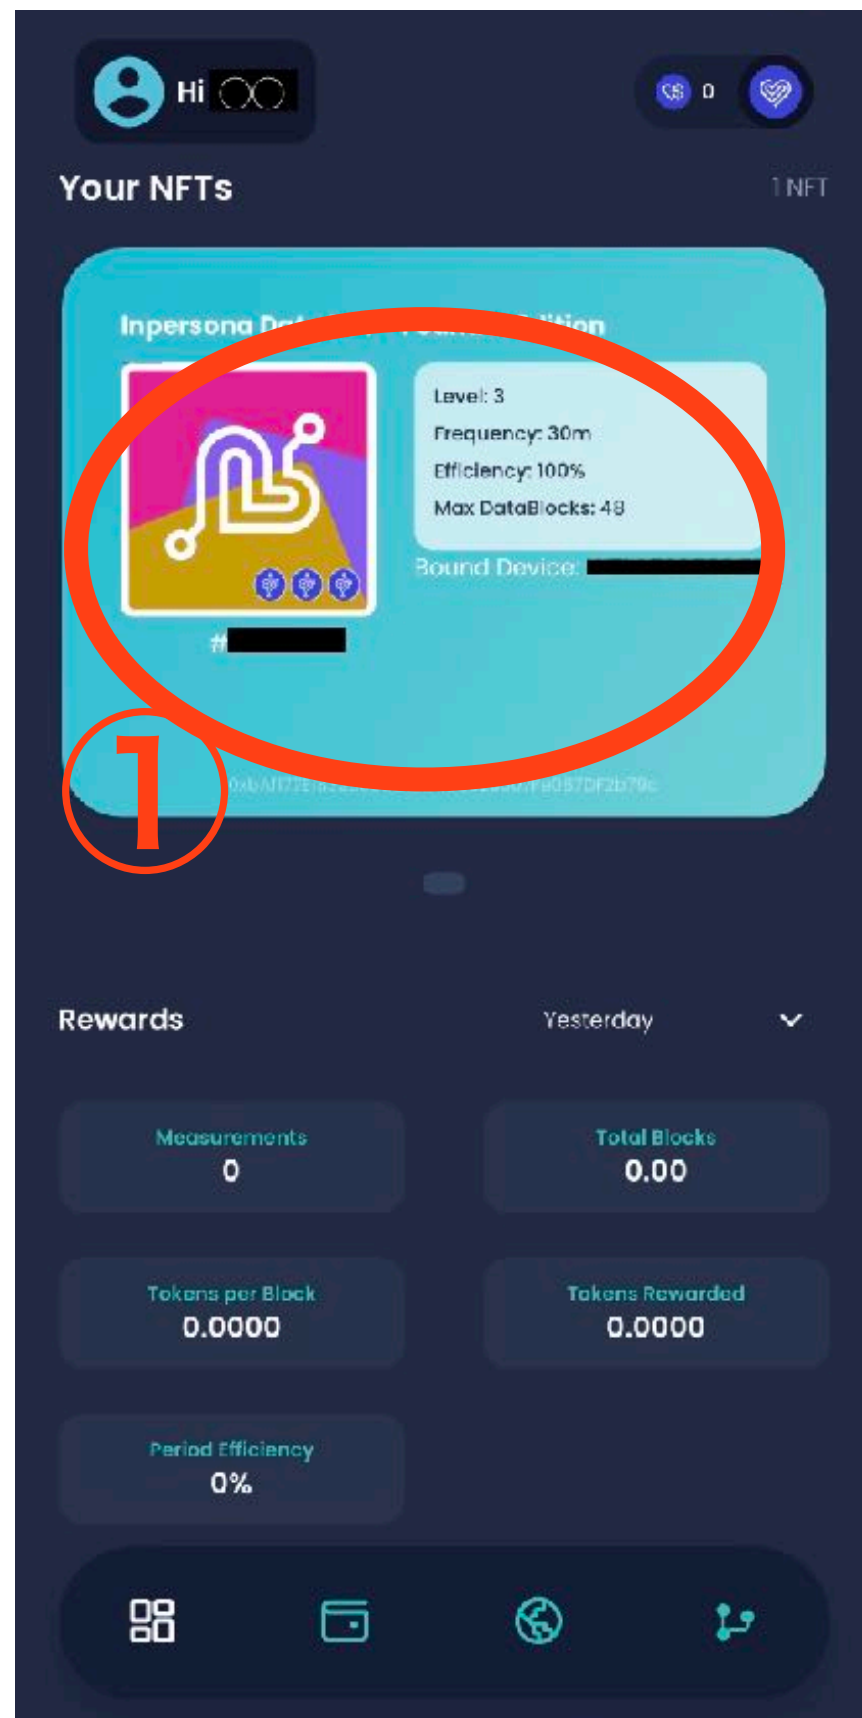 Hi ○○
0
Your NFTs
1 NFT
Inpersona
Level: 3
Frequency: 30m
Efficiency: 100%
Max DataBlocks: 48
Bound Device:
#
1
Rewards
Yesterday
Measurements
0
Total Blocks
0.00
Tokens per Block
0.0000
Tokens Rewarded
0.0000
Period Efficiency
0%